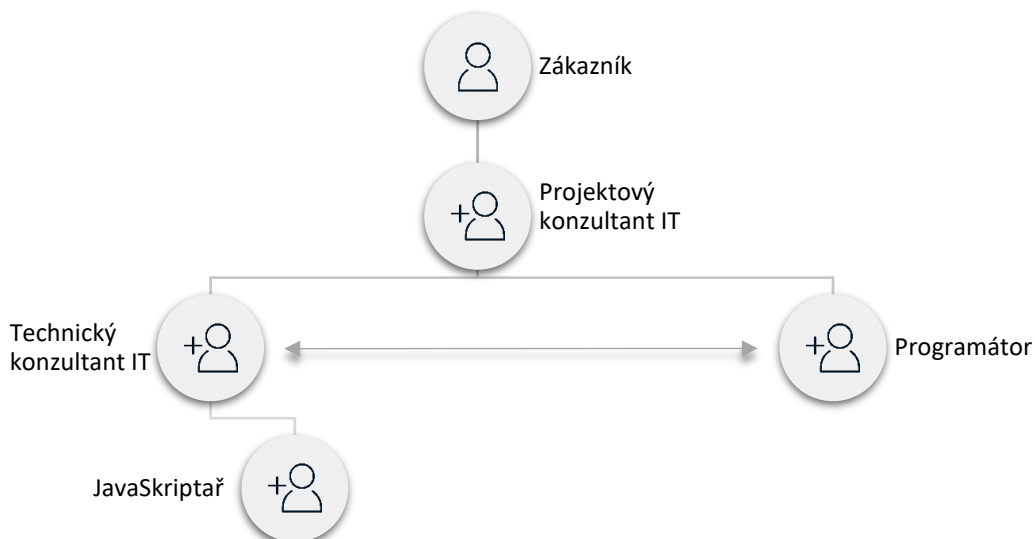 Zákazník
Projektový
konzultant IT
Technický
konzultant IT
Programátor
JavaSkriptař